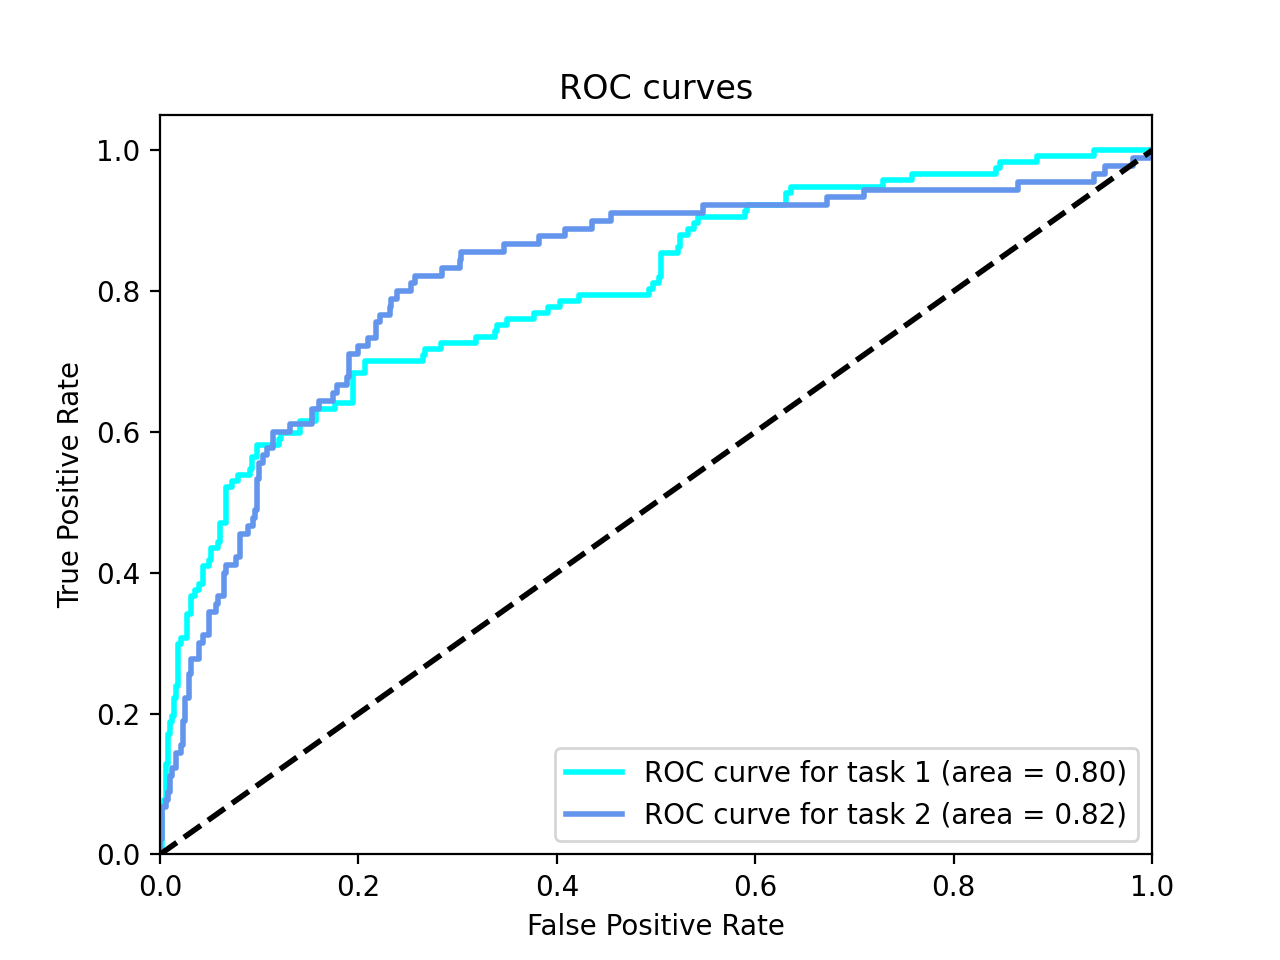 ROC curves
True Positive Rate
1.0
0.8
0.6
0.4
0.2
0.0
ROC curve for task 1 (area = 0.80)
ROC curve for task 2 (area = 0.82)
0.0 0.2 0.4 0.6 0.8 1.0
False Positive Rate